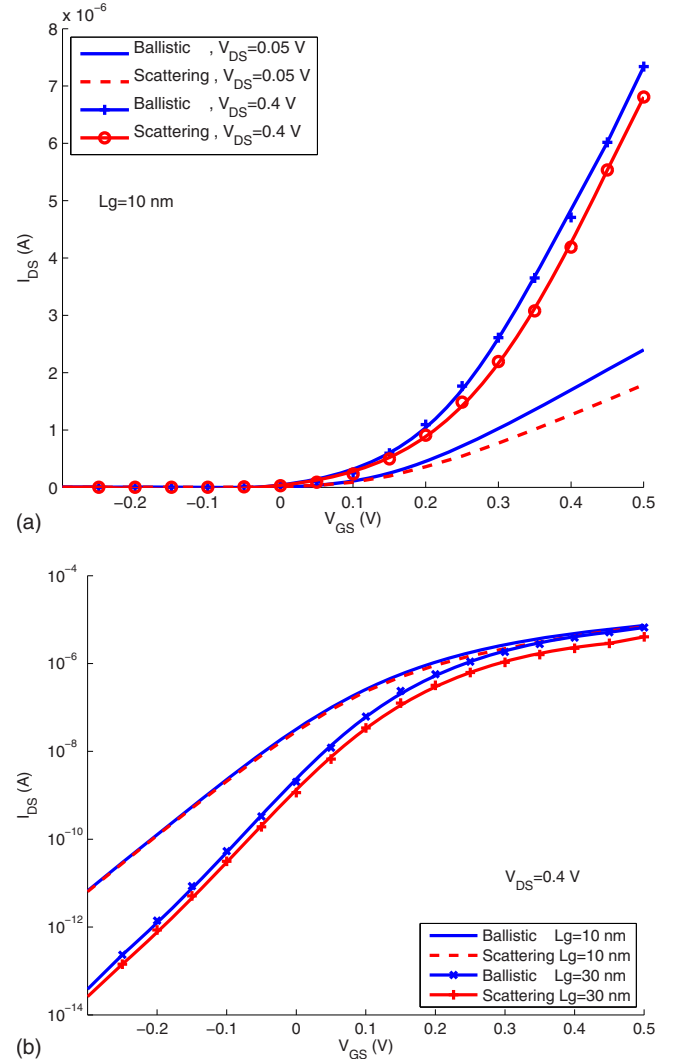 x 10⁻⁶
8
7
6
5
4
3
2
1
0
I_DS (A)
Ballistic , V_DS=0.05 V
Scattering , V_DS=0.05 V
Ballistic , V_DS=0.4 V
Scattering , V_DS=0.4 V
Lg=10 nm
−0.2 −0.1 0 0.1 0.2 0.3 0.4 0.5
V_GS (V)
(a)
10⁻⁴
10⁻⁶
10⁻⁸
10⁻¹⁰
10⁻¹²
10⁻¹⁴
I_DS (A)
V_DS=0.4 V
Ballistic Lg=10 nm
Scattering Lg=10 nm
Ballistic Lg=30 nm
Scattering Lg=30 nm
−0.2 −0.1 0 0.1 0.2 0.3 0.4 0.5
V_GS (V)
(b)